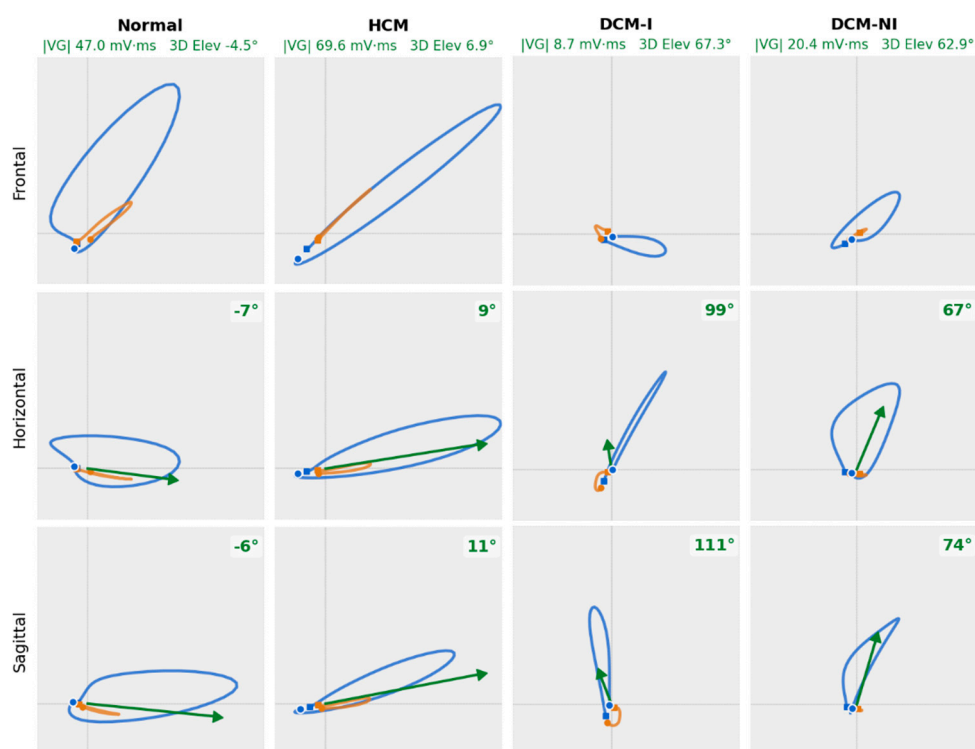 Normal HCM DCM-I DCM-NI
|VG| 47.0 mV·ms 3D Elev -4.5° |VG| 69.6 mV·ms 3D Elev 6.9° |VG| 8.7 mV·ms 3D Elev 67.3° |VG| 20.4 mV·ms 3D Elev 62.9°
Frontal
Horizontal
-7° 9° 99° 67°
Sagittal
-6° 11° 111° 74°